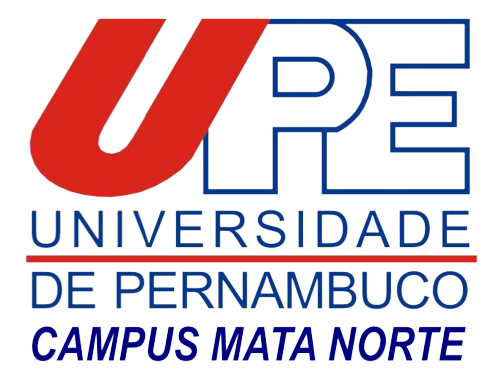 UPE
UNIVERSIDADE
DE PERNAMBUCO
CAMPUS MATA NORTE